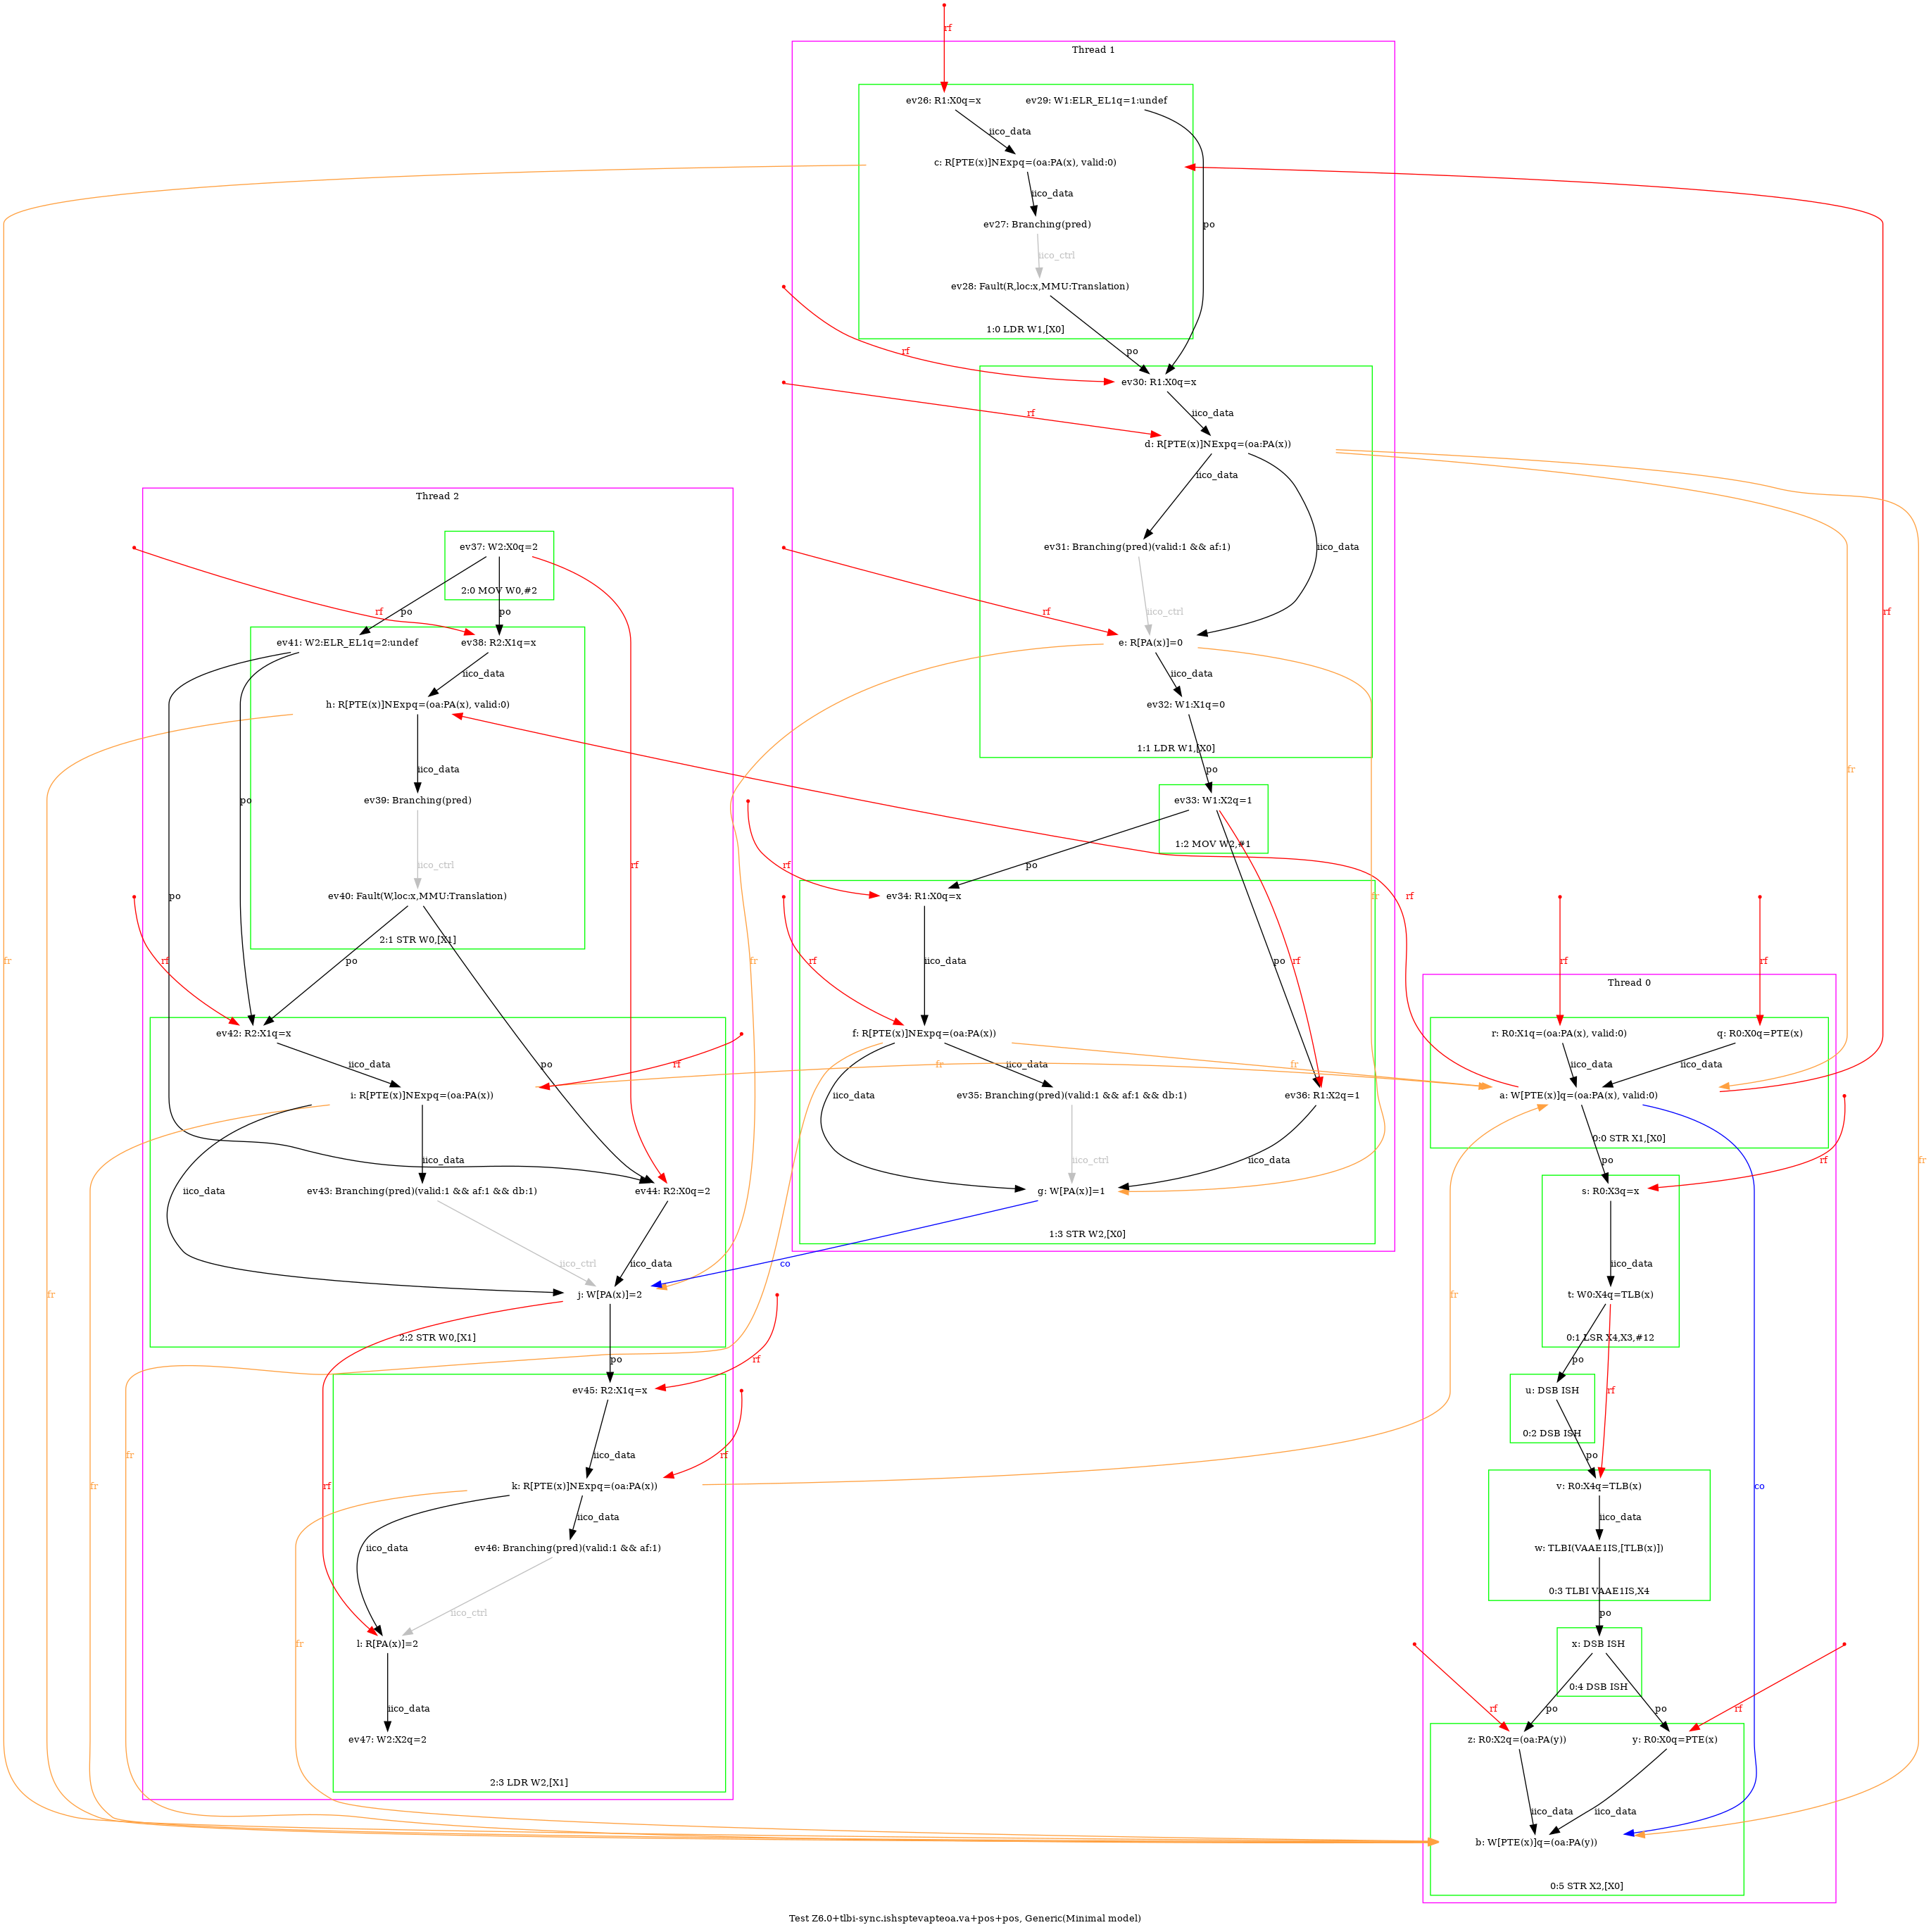 rf
Thread 1
ev26: R1:X0q=x
ev29: W1:ELR_EL1q=1:undef
iico_data
c: R[PTE(x)]NExpq=(oa:PA(x), valid:0)
iico_data
ev27: Branching(pred)
po
iico_ctrl
ev28: Fault(R,loc:x,MMU:Translation)
1:0 LDR W1,[X0]
rf
po
ev30: R1:X0q=x
rf
iico_data
d: R[PTE(x)]NExpq=(oa:PA(x))
iico_data
ev31: Branching(pred)(valid:1 && af:1)
iico_data
rf
iico_ctrl
rf
e: R[PA(x)]=0
iico_data
ev32: W1:X1q=0
1:1 LDR W1,[X0]
po
fr
ev33: W1:X2q=1
1:2 MOV W2,#1
rf
po
fr
rf
ev34: R1:X0q=x
rf
iico_data
po
rf
f: R[PTE(x)]NExpq=(oa:PA(x))
fr
iico_data
iico_data
ev35: Branching(pred)(valid:1 && af:1 && db:1)
ev36: R1:X2q=1
iico_ctrl
iico_data
g: W[PA(x)]=1
1:3 STR W2,[X0]
co
Thread 2
ev37: W2:X0q=2
2:0 MOV W0,#2
rf
po
po
ev41: W2:ELR_EL1q=2:undef
ev38: R2:X1q=x
iico_data
h: R[PTE(x)]NExpq=(oa:PA(x), valid:0)
iico_data
po
ev39: Branching(pred)
rf
iico_ctrl
po
ev40: Fault(W,loc:x,MMU:Translation)
2:1 STR W0,[X1]
fr
rf
po
fr
ev42: R2:X1q=x
iico_data
po
rf
fr
i: R[PTE(x)]NExpq=(oa:PA(x))
iico_data
iico_data
ev43: Branching(pred)(valid:1 && af:1 && db:1)
ev44: R2:X0q=2
iico_ctrl
iico_data
j: W[PA(x)]=2
2:2 STR W0,[X1]
fr
po
rf
ev45: R2:X1q=x
fr
fr
rf
iico_data
rf
k: R[PTE(x)]NExpq=(oa:PA(x))
fr
iico_data
iico_data
ev46: Branching(pred)(valid:1 && af:1)
iico_ctrl
fr
l: R[PA(x)]=2
iico_data
ev47: W2:X2q=2
2:3 LDR W2,[X1]
rf
rf
Thread 0
r: R0:X1q=(oa:PA(x), valid:0)
q: R0:X0q=PTE(x)
iico_data
iico_data
a: W[PTE(x)]q=(oa:PA(x), valid:0)
0:0 STR X1,[X0]
po
rf
fr
s: R0:X3q=x
iico_data
t: W0:X4q=TLB(x)
0:1 LSR X4,X3,#12
po
u: DSB ISH
rf
0:2 DSB ISH
po
co
v: R0:X4q=TLB(x)
iico_data
w: TLBI(VAAE1IS,[TLB(x)])
0:3 TLBI VAAE1IS,X4
po
x: DSB ISH
0:4 DSB ISH
rf
po
po
rf
z: R0:X2q=(oa:PA(y))
y: R0:X0q=PTE(x)
iico_data
iico_data
b: W[PTE(x)]q=(oa:PA(y))
0:5 STR X2,[X0]
Test Z6.0+tlbi-sync.ishsptevapteoa.va+pos+pos, Generic(Minimal model)